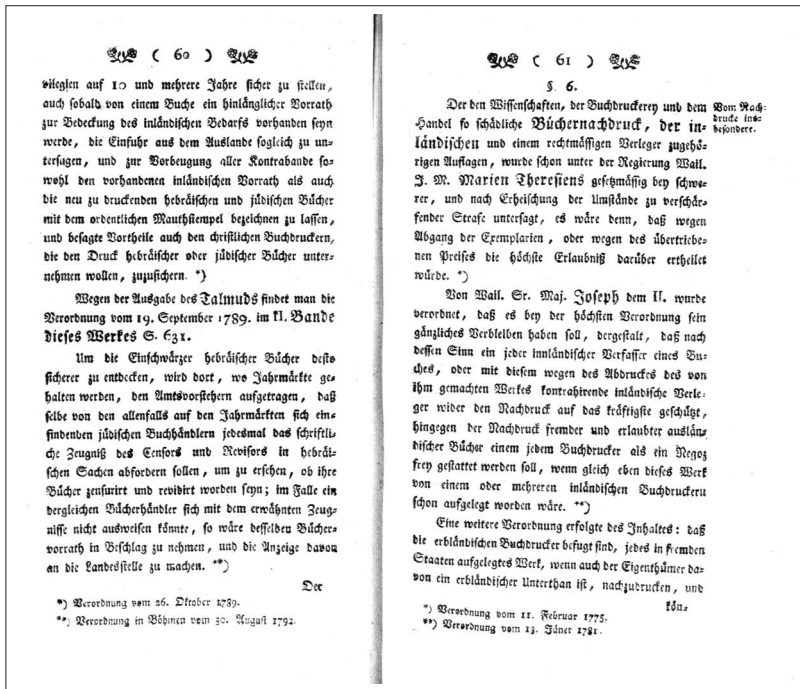 ( 60 )
vilegien auf 10 und mehrere Jahre sicher zu stellen,
auch sobald von einem Buche ein hinlänglicher Vorrath
zur Bedeckung des inländischen Bedarfs vorhanden seyn
werde, die Einfuhr aus dem Auslande sogleich zu un-
tersagen, und zur Vorbeugung aller Kontrabande so-
wohl den vorhandenen inländischen Vorrath als auch
die neu zu druckenden hebräischen und jüdischen Bücher
mit dem ordentlichen Mauthstempel bezeichnen zu lassen,
und besagte Vortheile auch den christlichen Buchdruckern,
die den Druck hebräischer oder jüdischer Bücher unter-
nehmen wollen, zuzusichern. *)
Wegen der Ausgabe des Talmuds findet man die
Verordnung vom 19. September 1789. im II. Bande
dieses Werkes S. 631.
Um die Einschwärzer hebräischer Bücher desto
sicherer zu entdecken, wird dort, wo Jahrmärkte ge-
halten werden, den Amtsvorstehern aufgetragen, daß
selbe von den allenfalls auf den Jahrmärkten sich ein-
findenden jüdischen Buchhändlern jedesmal das schriftli-
che Zeugniß des Censors und Revisors in hebräi-
schen Sachen abfordern sollen, um zu ersehen, ob ihre
Bücher zensurirt und revidirt worden seyn; im Falle ein
dergleichen Bücherhändler sich mit dem erwähnten Zeug-
nisse nicht ausweisen könnte, so wäre desselben Bücher-
vorrath in Beschlag zu nehmen, und die Anzeige davon
an die Landesstelle zu machen. **)
Der
*) Verordnung vom 26. Oktober 1789.
**) Verordnung in Böhmen vom 30. August 1792.
( 61 )
§. 6.
Der den Wissenschaften, der Buchdruckerey und dem
Handel so schädliche Büchernachdruck, der in-
ländischen und einem rechtmässigen Verleger zugehö-
rigen Auflagen, wurde schon unter der Regierung Wail.
J. M. Marien Theresiens gesetzmässig bey schwe-
rer, und nach Erheischung der Umstände zu verschär-
fender Strafe untersagt, es wäre denn, daß wegen
Abgang der Exemplarien, oder wegen des übertriebe-
nen Preises die höchste Erlaubniß darüber ertheilet
würde. *)
Vom Nach-
drucke ins-
besondere.
Von Wail. Sr. Maj. Joseph dem II. wurde
verordnet, daß es bey der höchsten Verordnung sein
gänzliches Verbleiben haben soll, dergestalt, daß nach
dessen Sinn ein jeder innländischer Verfasser eines Bu-
ches, oder mit diesem wegen des Abdruckes des von
ihm gemachten Werkes kontrahirende inländische Verle-
ger wider den Nachdruck auf das kräftigste geschützt,
hingegen der Nachdruck fremder und erlaubter auslän-
discher Bücher einem jedem Buchdrucker als ein Negoz
frey gestattet werden soll, wenn gleich eben dieses Werk
von einem oder mehreren inländischen Buchdruckern
schon aufgelegt worden wäre. **)
Eine weitere Verordnung erfolgte des Inhaltes: daß
die erbländischen Buchdrucker befugt sind, jedes in fremden
Staaten aufgelegtes Werk, wenn auch der Eigenthümer da-
von ein erbländischer Unterthan ist, nachzudrucken, und
kön-
*) Verordnung vom 11. Februar 1775.
**) Verordnung vom 13. Jäner 1781.